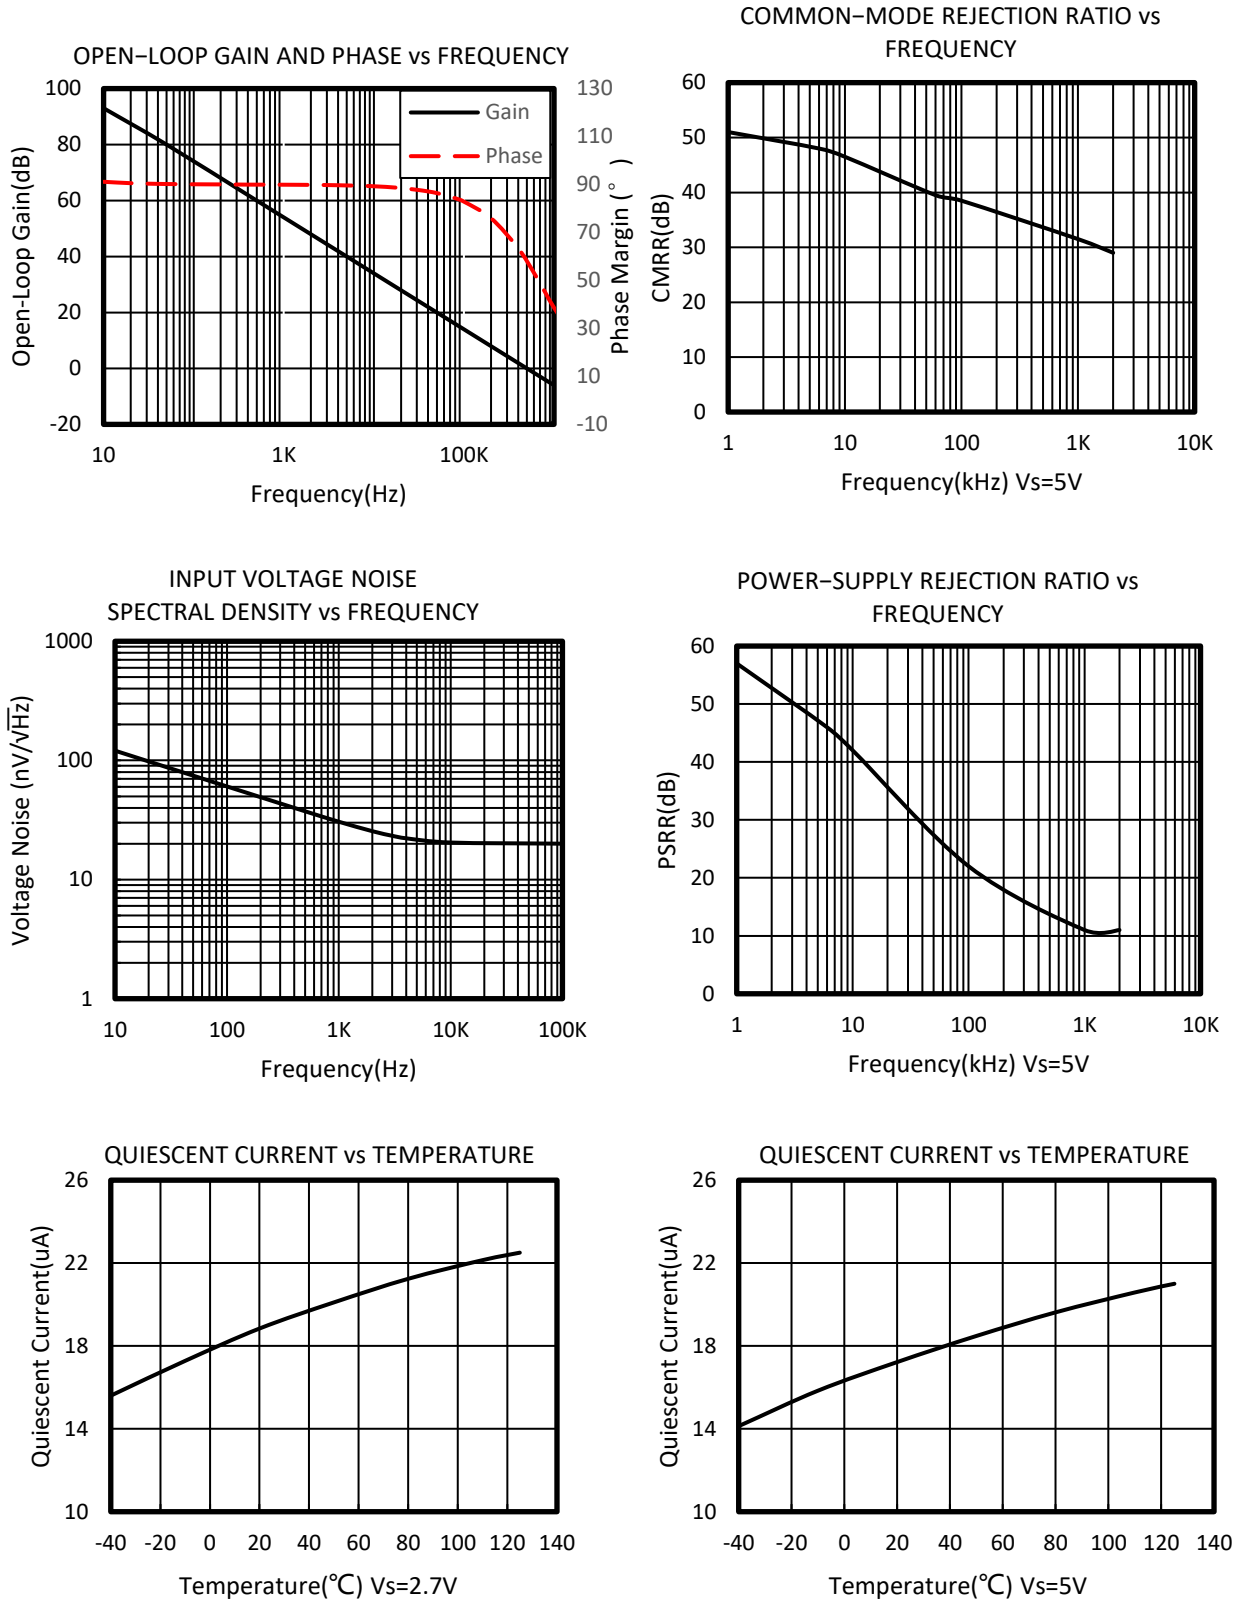 OPEN−LOOP GAIN AND PHASE vs FREQUENCY
100
80
60
40
20
0
-20
130
110
90
70
50
30
10
-10
Gain
Phase
Open-Loop Gain(dB)
Phase Margin(°)
10 1K 100K
Frequency(Hz)
COMMON−MODE REJECTION RATIO vs
FREQUENCY
60
50
40
30
20
10
0
CMRR(dB)
1 10 100 1K 10K
Frequency(kHz) Vs=5V
INPUT VOLTAGE NOISE
SPECTRAL DENSITY vs FREQUENCY
1000
100
10
1
Voltage Noise (nV/√Hz)
10 100 1K 10K 100K
Frequency(Hz)
POWER−SUPPLY REJECTION RATIO vs
FREQUENCY
60
50
40
30
20
10
0
PSRR(dB)
1 10 100 1K 10K
Frequency(kHz) Vs=5V
QUIESCENT CURRENT vs TEMPERATURE
26
22
18
14
10
Quiescent Current(uA)
-40 -20 0 20 40 60 80 100 120 140
Temperature(℃) Vs=2.7V
QUIESCENT CURRENT vs TEMPERATURE
26
22
18
14
10
Quiescent Current(uA)
-40 -20 0 20 40 60 80 100 120 140
Temperature(℃) Vs=5V